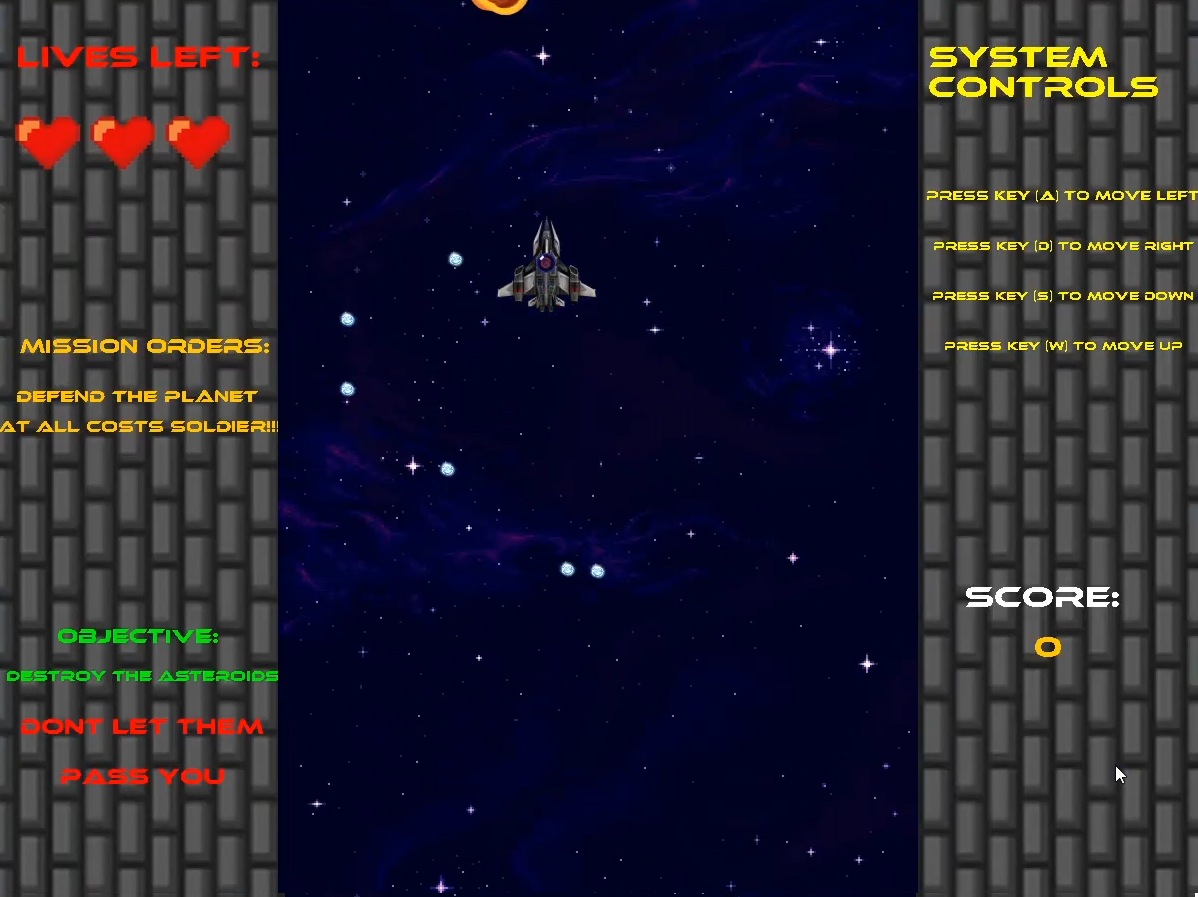 LIVES LEFT:
MISSION ORDERS:
DEFEND THE PLANET
AT ALL COSTS SOLDIER!!!
OBJECTIVE:
DESTROY THE ASTEROIDS
DONT LET THEM
PASS YOU
SYSTEM
CONTROLS
PRESS KEY (A) TO MOVE LEFT
PRESS KEY (D) TO MOVE RIGHT
PRESS KEY (S) TO MOVE DOWN
PRESS KEY (W) TO MOVE UP
SCORE:
0